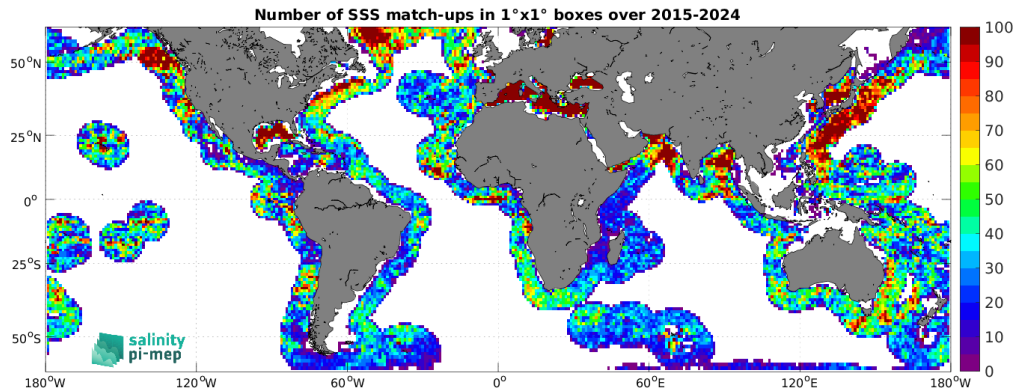 Number of SSS match-ups in 1°x1° boxes over 2015-2024
50°N
25°N
0°
25°S
50°S
180°W
120°W
60°W
0°
60°E
120°E
180°W
100
90
80
70
60
50
40
30
20
10
0
salinity
pi-mep